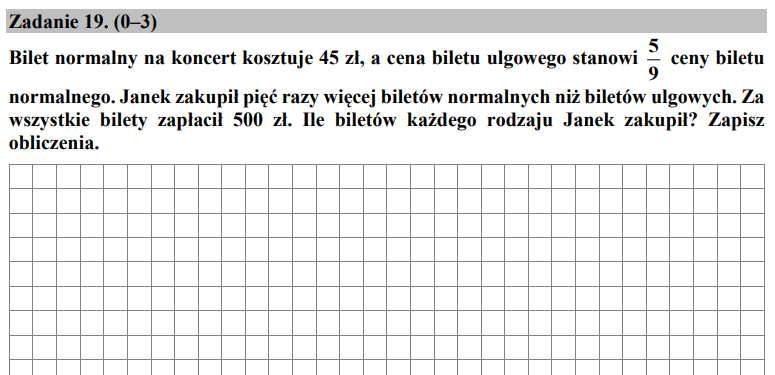 Zadanie 19. (0–3)
Bilet normalny na koncert kosztuje 45 zł, a cena biletu ulgowego stanowi 5/9 ceny biletu
normalnego. Janek zakupił pięć razy więcej biletów normalnych niż biletów ulgowych. Za
wszystkie bilety zapłacił 500 zł. Ile biletów każdego rodzaju Janek zakupił? Zapisz
obliczenia.